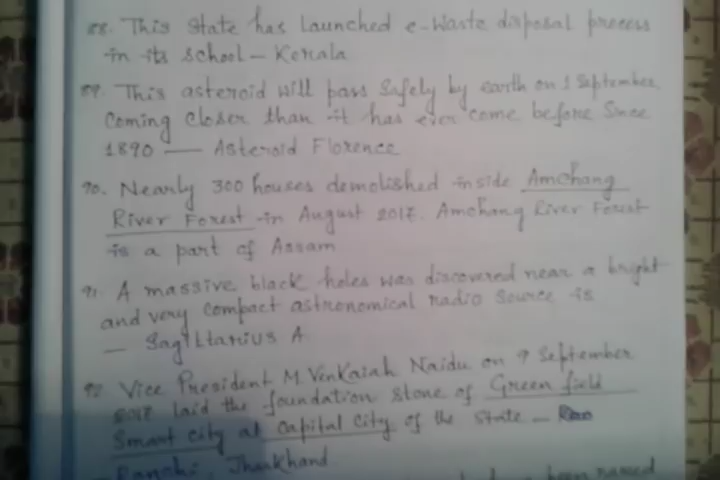 88. This State has Launched e-Waste disposal process
in its school - Kerala
89. This asteroid will pass Safely by earth on 1 September,
Coming Closer than it has ever come before Since
1890 — Asteroid Florence
90. Nearly 300 houses demolished inside Amchang
River Forest in August 2017. Amchang River Forest
is a part of Assam
91. A massive black holes was discovered near a bright
and very compact astronomical radio source is
— Sagittarius A
92. Vice President M. Venkaiah Naidu on 9 September
2017 laid the foundation stone of Green field
Smart city at Capital City of the State -
Ranchi, Jharkhand
been named